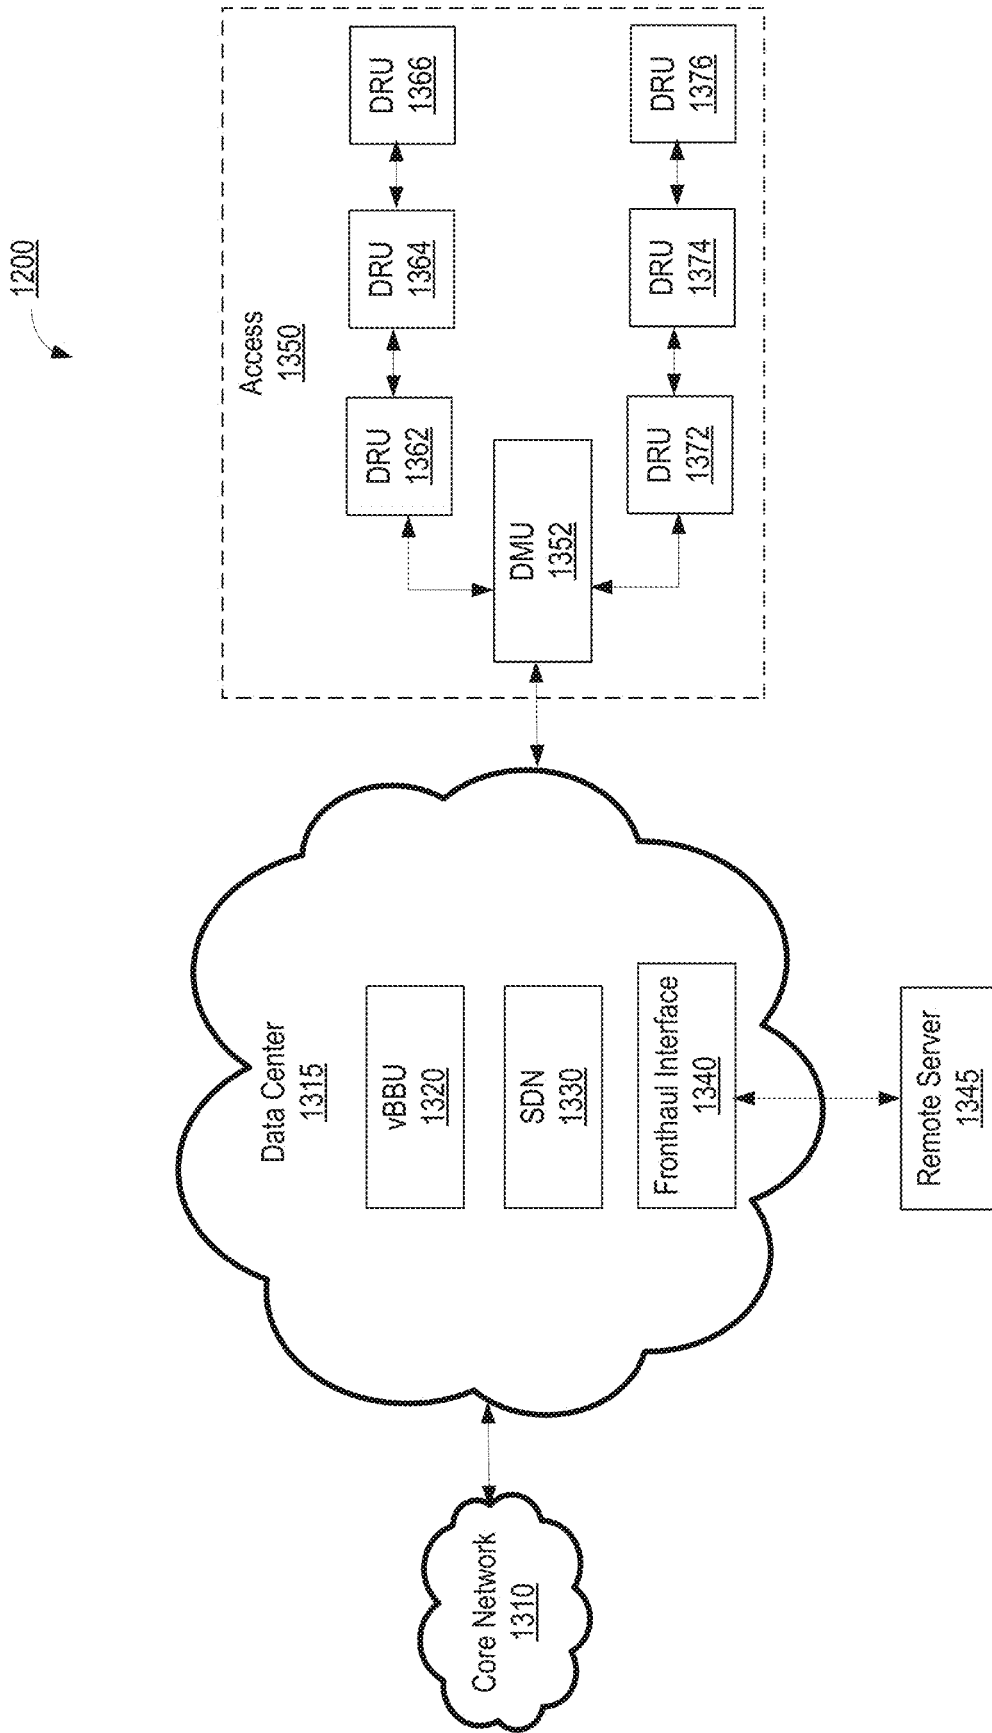 1200
Core Network
1310
Data Center
1315
vBBU
1320
SDN
1330
Fronthaul Interface
1340
Remote Server
1345
Access
1350
DMU
1352
DRU
1362
DRU
1364
DRU
1366
DRU
1372
DRU
1374
DRU
1376